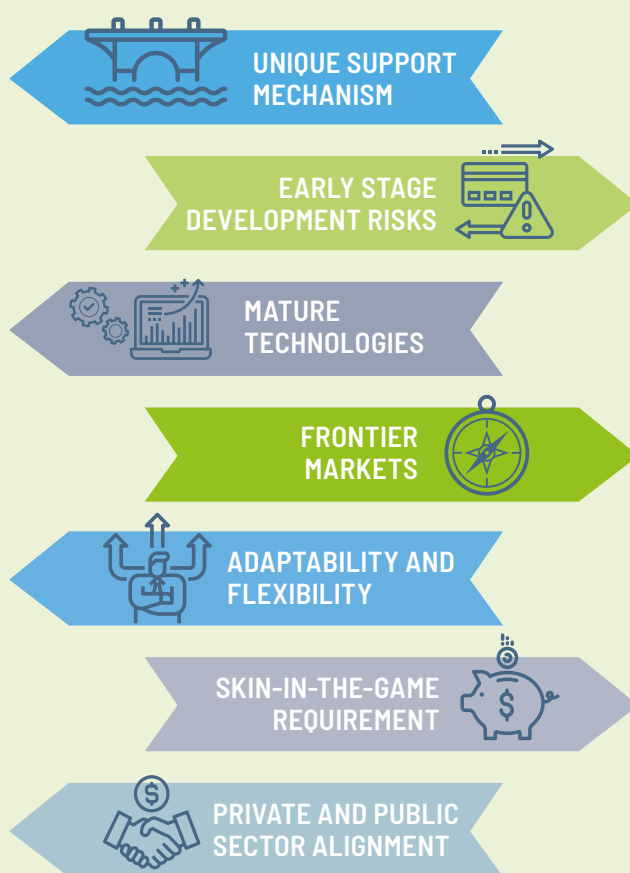 UNIQUE SUPPORT
MECHANISM
EARLY STAGE
DEVELOPMENT RISKS
MATURE
TECHNOLOGIES
FRONTIER
MARKETS
ADAPTABILITY AND
FLEXIBILITY
SKIN-IN-THE-GAME
REQUIREMENT
PRIVATE AND PUBLIC
SECTOR ALIGNMENT